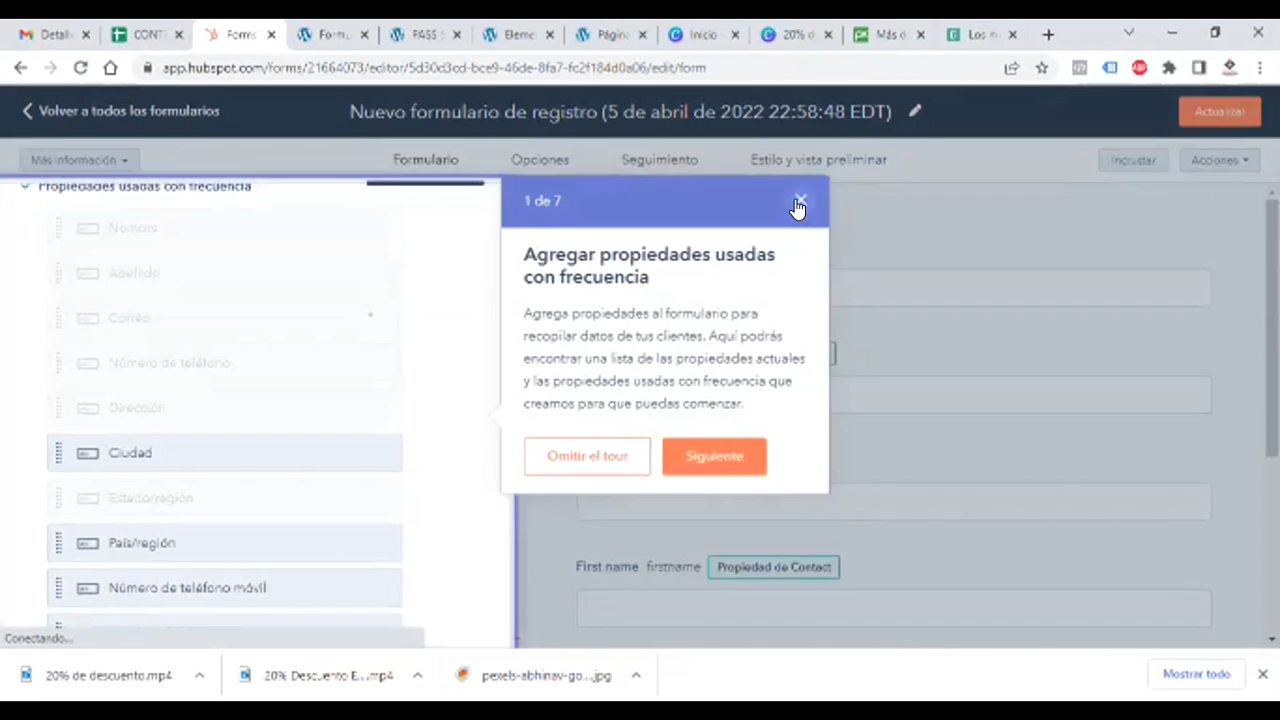 Detall
CONT
Forms
Formu
PASS
Eleme
Página
Inicio
20% d
Más d
Los m
app.hubspot.com/forms/21664073/editor/5d30d3cd-bce9-46de-8fa7-fc2f184d0a06/edit/form
Volver a todos los formularios
Nuevo formulario de registro (5 de abril de 2022 22:58:48 EDT)
Actualizar
Más información
Formulario
Opciones
Seguimiento
Estilo y vista preliminar
Incrustar
Acciones
Propiedades usadas con frecuencia
Nombre
Apellido
Correo
Número de teléfono
Dirección
Ciudad
Estado/región
País/región
Número de teléfono móvil
1 de 7
Agregar propiedades usadas
con frecuencia
Agrega propiedades al formulario para
recopilar datos de tus clientes. Aquí podrás
encontrar una lista de las propiedades actuales
y las propiedades usadas con frecuencia que
creamos para que puedas comenzar.
Omitir el tour
Siguiente
First name firstname Propiedad de Contact
Conectando...
20% de descuento.mp4
20% Descuento E....mp4
pexels-abhinav-go....jpg
Mostrar todo